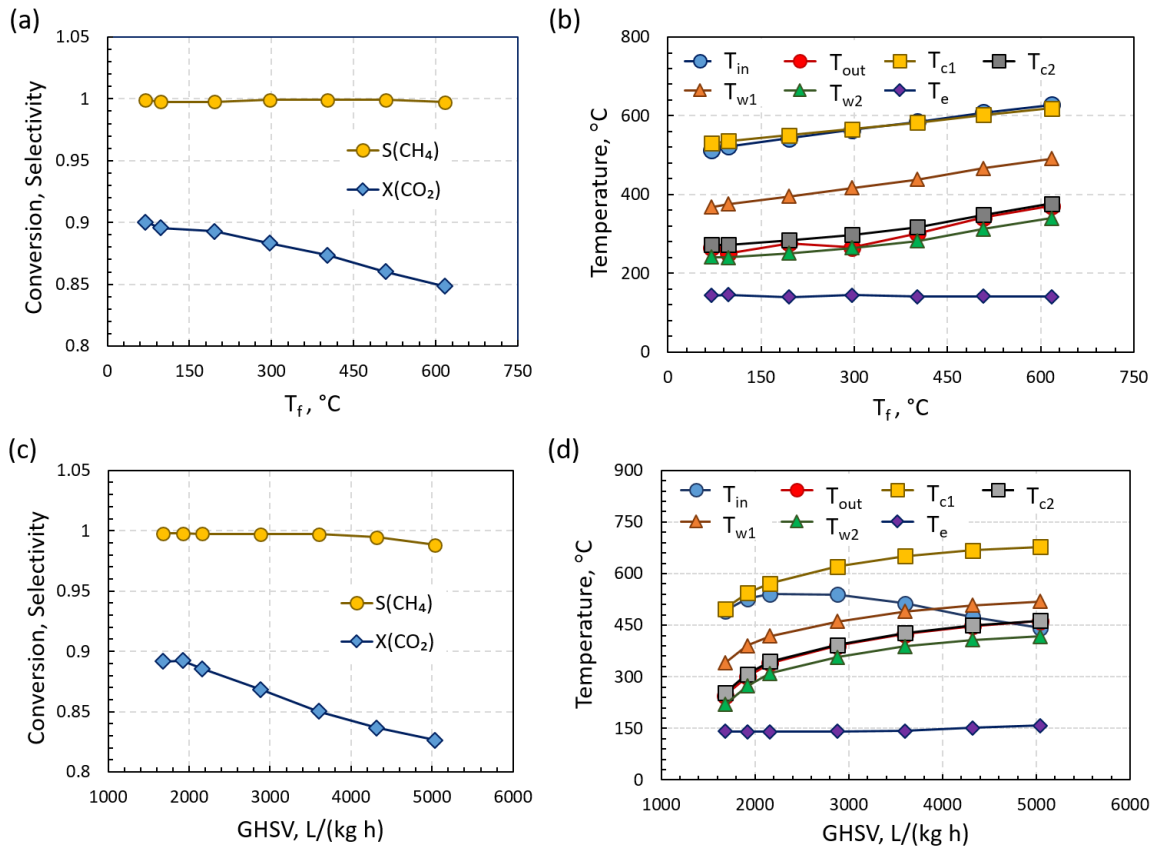 (a)
1.05
1
0.95
0.9
0.85
0.8
Conversion, Selectivity
S(CH₄)
X(CO₂)
0 150 300 450 600 750
T_f, °C
(b)
800
600
400
200
0
Temperature, °C
T_in T_out T_c1 T_c2
T_w1 T_w2 T_e
0 150 300 450 600 750
T_f, °C
(c)
1.05
1
0.95
0.9
0.85
0.8
Conversion, Selectivity
S(CH₄)
X(CO₂)
1000 2000 3000 4000 5000 6000
GHSV, L/(kg h)
(d)
900
750
600
450
300
150
0
Temperature, °C
T_in T_out T_c1 T_c2
T_w1 T_w2 T_e
1000 2000 3000 4000 5000 6000
GHSV, L/(kg h)